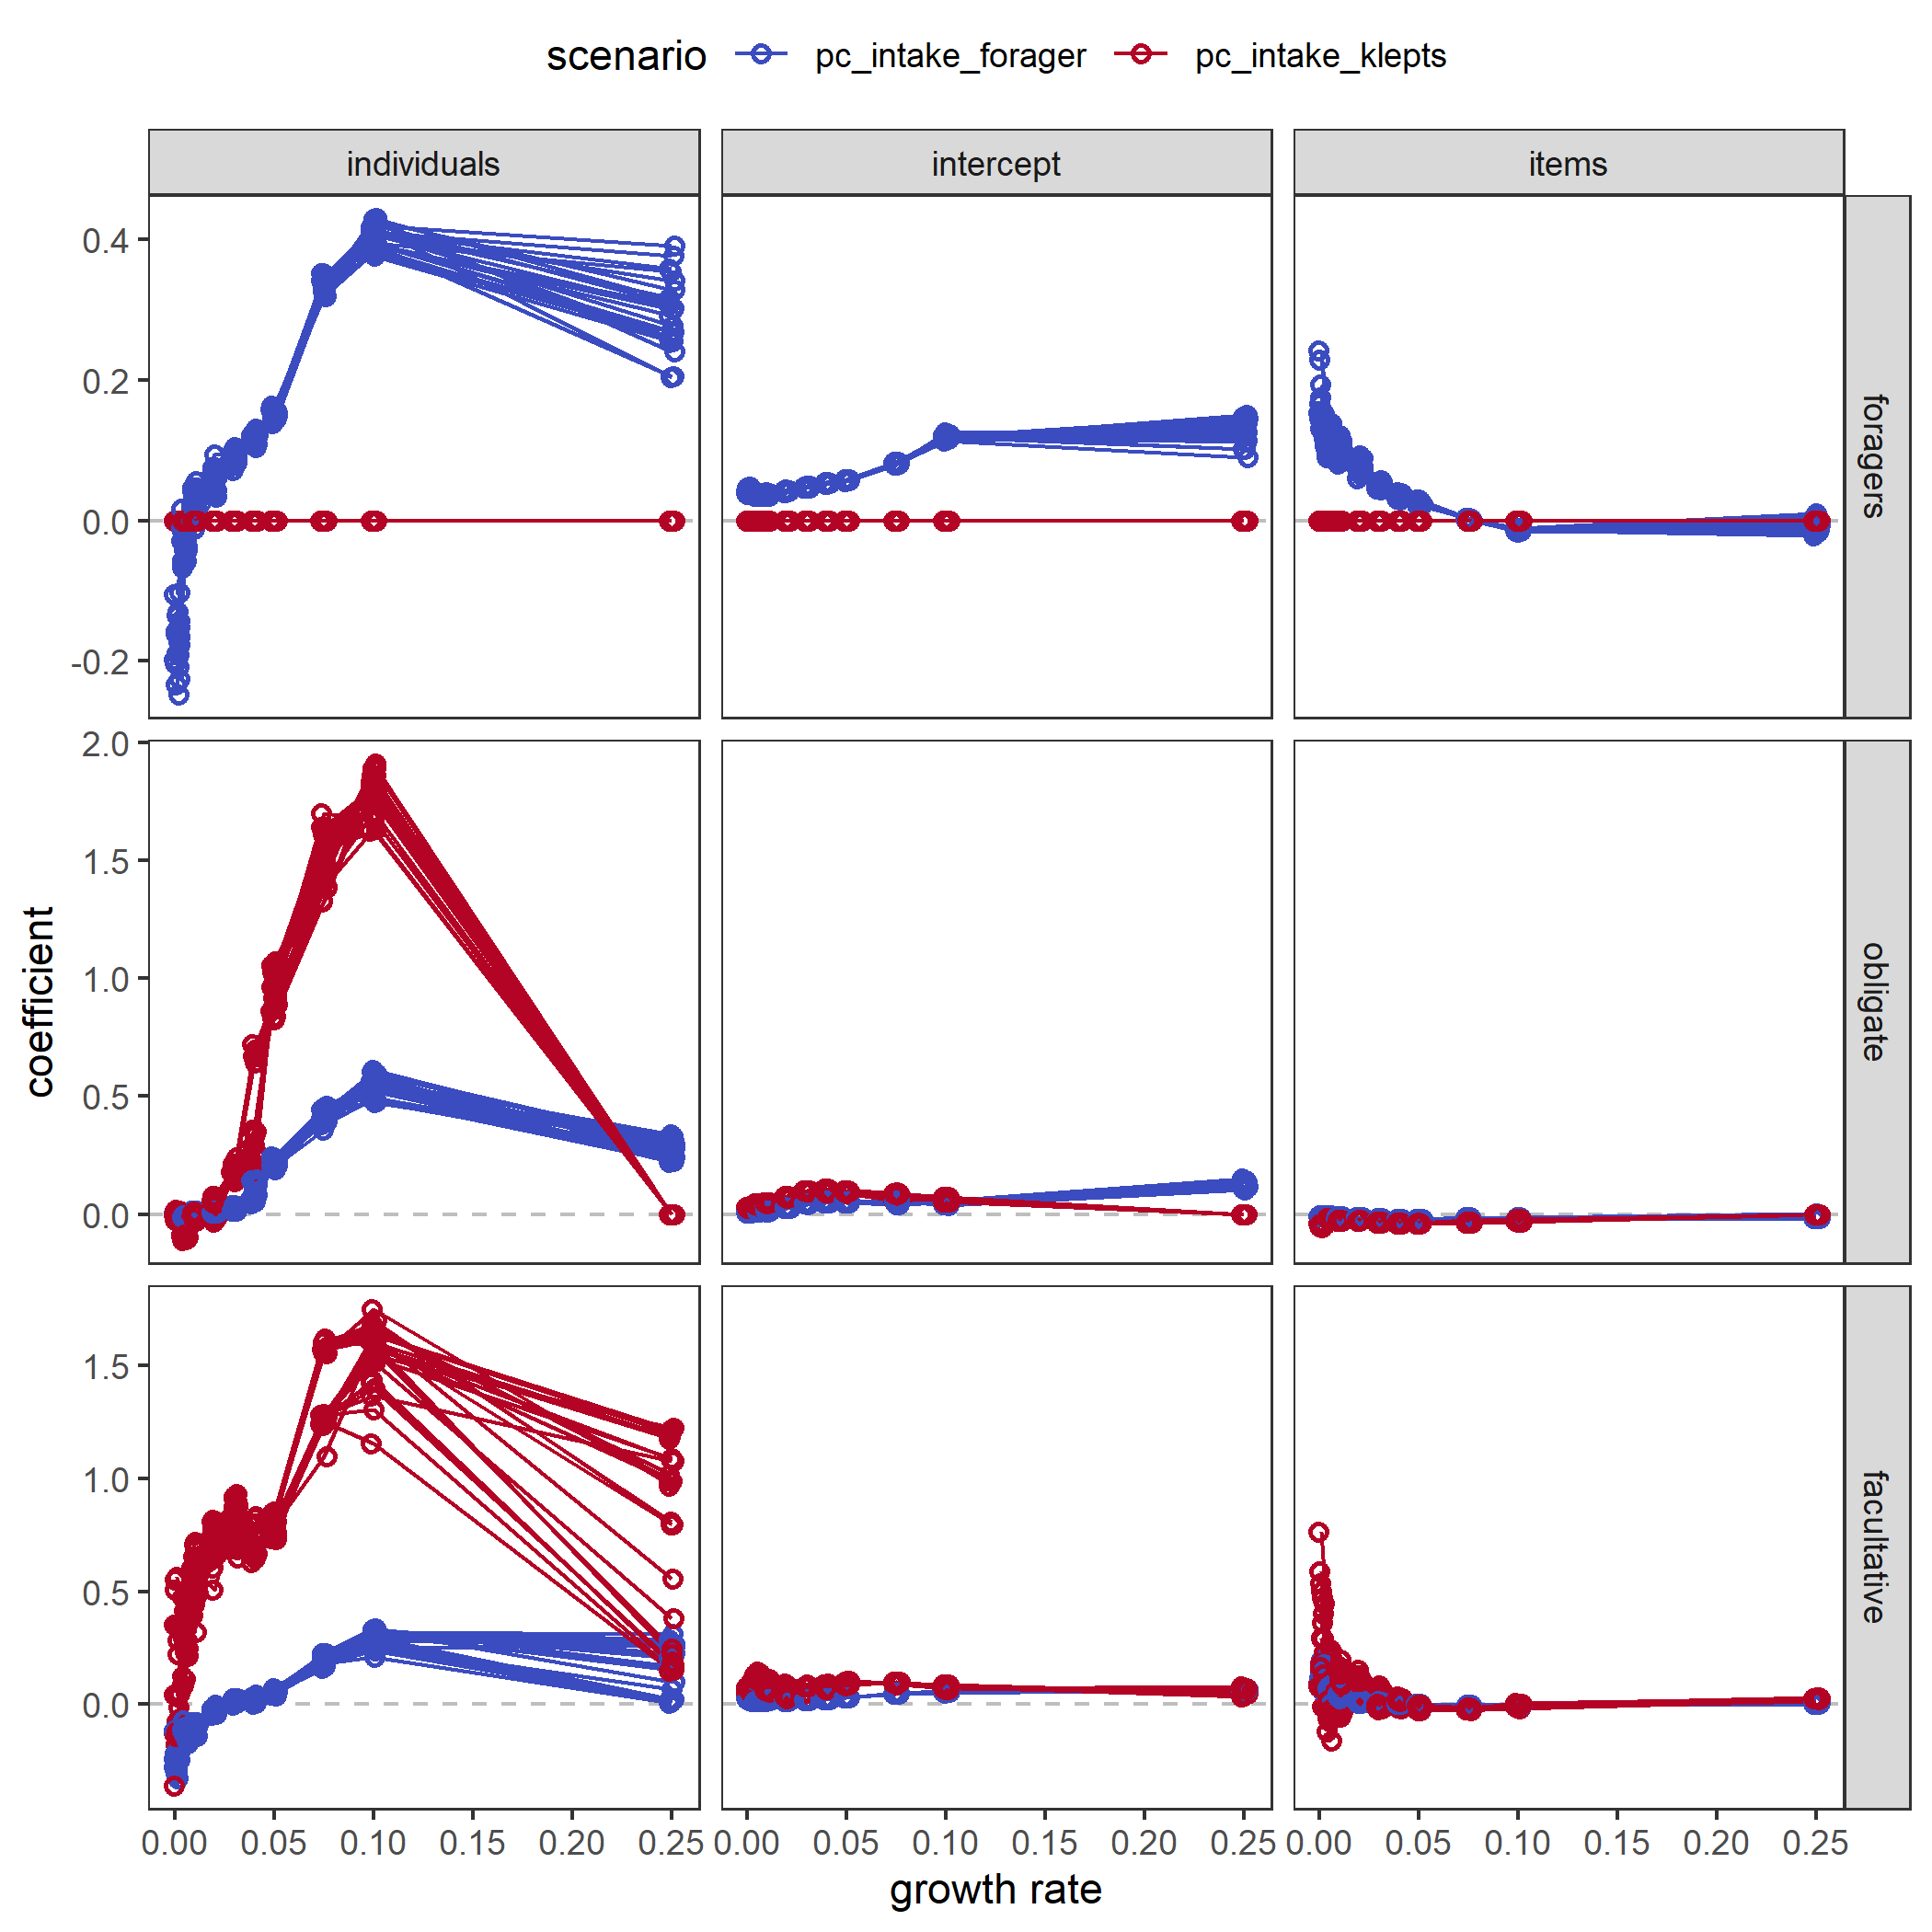 scenario pc_intake_forager pc_intake_klepts
individuals intercept items
0.4
0.2
0.0
-0.2
foragers
2.0
1.5
1.0
0.5
0.0
obligate
1.5
1.0
0.5
0.0
facultative
coefficient
0.00 0.05 0.10 0.15 0.20 0.25 0.00 0.05 0.10 0.15 0.20 0.25 0.00 0.05 0.10 0.15 0.20 0.25
growth rate